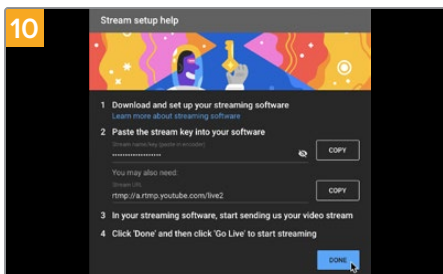 10
Stream setup help
1 Download and set up your streaming software
Learn more about streaming software
2 Paste the stream key into your software
Stream name/key (paste in encoder)
••••••••••••••••••• COPY
You may also need:
Stream URL
rtmp://a.rtmp.youtube.com/live2 COPY
3 In your streaming software, start sending us your video stream
4 Click 'Done' and then click 'Go Live' to start streaming
DONE